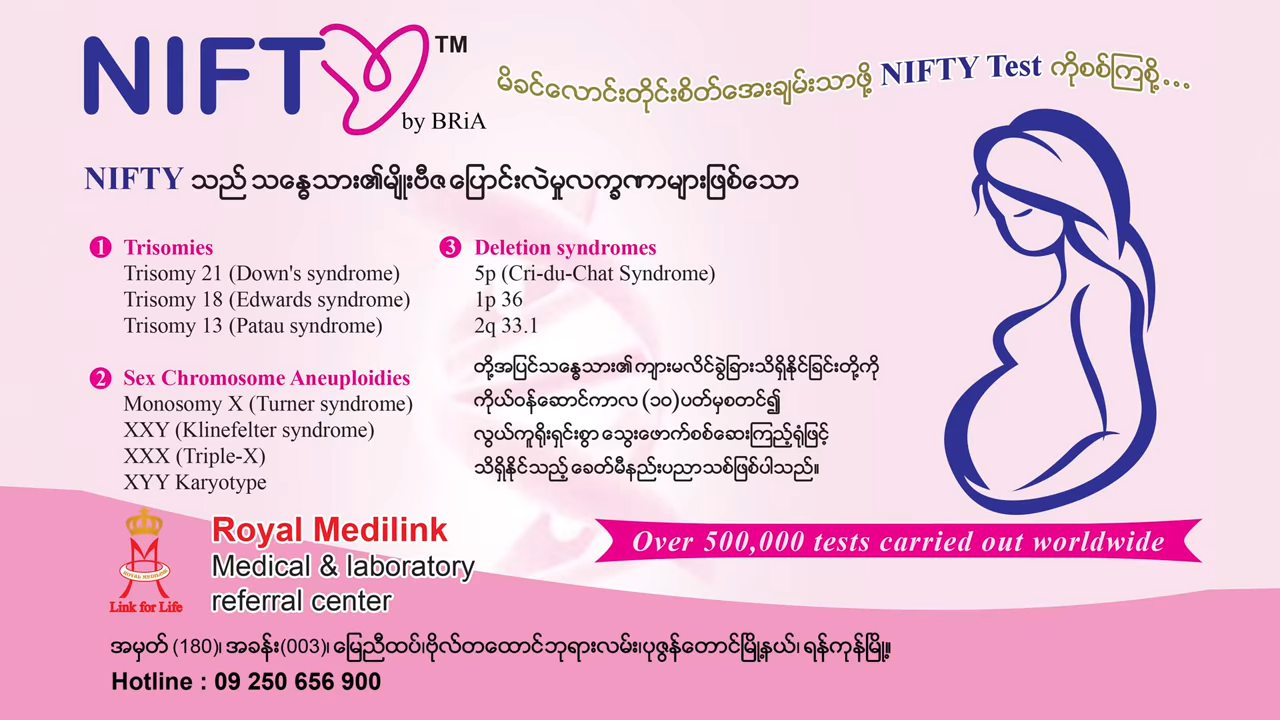 NIFTY™
by BRiA
မိခင်လောင်းတိုင်းစိတ်အေးချမ်းသာဖို့ NIFTY Test ကိုစစ်ကြစို့...
NIFTY သည် သန္ဓေသား၏မျိုးဗီဇ ပြောင်းလဲမှုလက္ခဏာများဖြစ်သော
1 Trisomies
Trisomy 21 (Down's syndrome)
Trisomy 18 (Edwards syndrome)
Trisomy 13 (Patau syndrome)
2 Sex Chromosome Aneuploidies
Monosomy X (Turner syndrome)
XXY (Klinefelter syndrome)
XXX (Triple-X)
XYY Karyotype
3 Deletion syndromes
5p (Cri-du-Chat Syndrome)
1p 36
2q 33.1
တို့အပြင်သန္ဓေသား၏ ကျားမလိင်ခွဲခြားသိရှိနိုင်ခြင်းတို့ကို
ကိုယ်ဝန်ဆောင်ကာလ (၁၀)ပတ်မှစတင်၍
လွယ်ကူရိုးရှင်းစွာ သွေးဖောက်စစ်ဆေးကြည့်ရုံဖြင့်
သိရှိနိုင်သည့် ခေတ်မီနည်းပညာသစ်ဖြစ်ပါသည်။
Over 500,000 tests carried out worldwide
ROYAL MEDILINK
Link for Life
Royal Medilink
Medical & laboratory
referral center
အမှတ် (180)၊ အခန်း(003)၊ မြေညီထပ်၊ဗိုလ်တထောင်ဘုရားလမ်း၊ပုဇွန်တောင်မြို့နယ်၊ ရန်ကုန်မြို့။
Hotline : 09 250 656 900